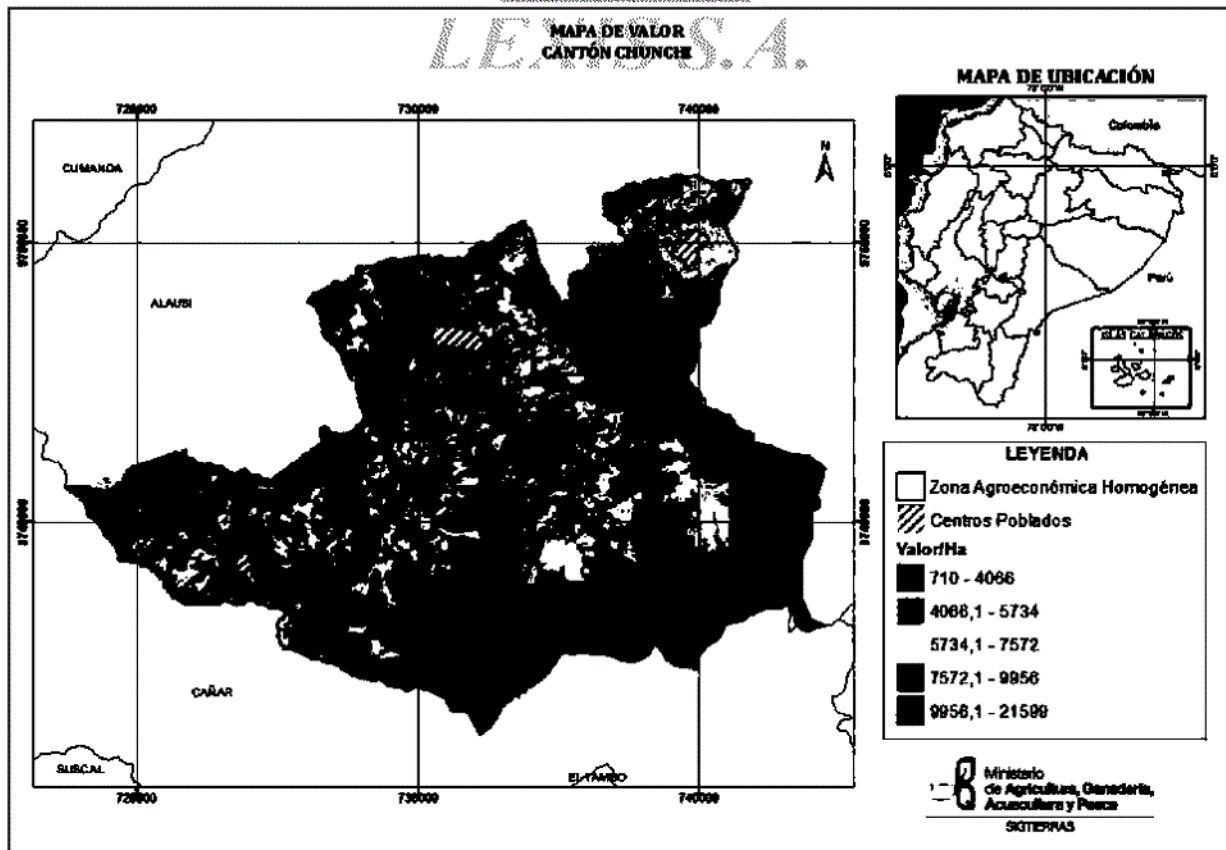 LEXIS S.A.
MAPA DE VALOR
CANTÓN CHUNCHI
MAPA DE UBICACIÓN
730000
740000
N
CUMANDA
ALAUSI
CAÑAR
SUSCAL
EL TAMBO
730000
740000
Colombia
Perú
LEYENDA
Zona Agroeconómica Homogénea
Centros Poblados
Valor/Ha
710 - 4066
4066,1 - 5734
5734,1 - 7572
7572,1 - 9956
9956,1 - 21599
Ministerio
de Agricultura, Ganadería,
Acuacultura y Pesca
SIGTIERRAS